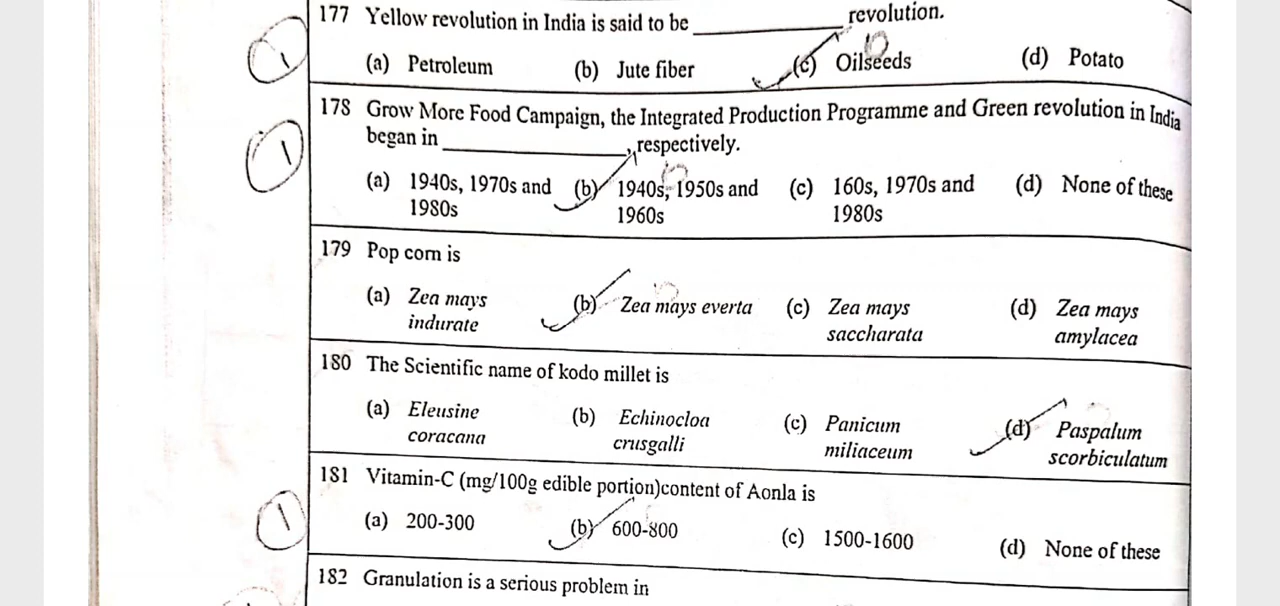 177 Yellow revolution in India is said to be ____________ revolution.
(a) Petroleum (b) Jute fiber (c) Oilseeds (d) Potato
1
178 Grow More Food Campaign, the Integrated Production Programme and Green revolution in India
began in ____________, respectively.
1
(a) 1940s, 1970s and (b) 1940s, 1950s and (c) 160s, 1970s and (d) None of these
1980s 1960s 1980s
179 Pop corn is
(a) Zea mays (b) Zea mays everta (c) Zea mays (d) Zea mays
indurate saccharata amylacea
180 The Scientific name of kodo millet is
(a) Eleusine (b) Echinocloa (c) Panicum (d) Paspalum
coracana crusgalli miliaceum scorbiculatum
181 Vitamin-C (mg/100g edible portion)content of Aonla is
1
(a) 200-300 (b) 600-800 (c) 1500-1600 (d) None of these
182 Granulation is a serious problem in